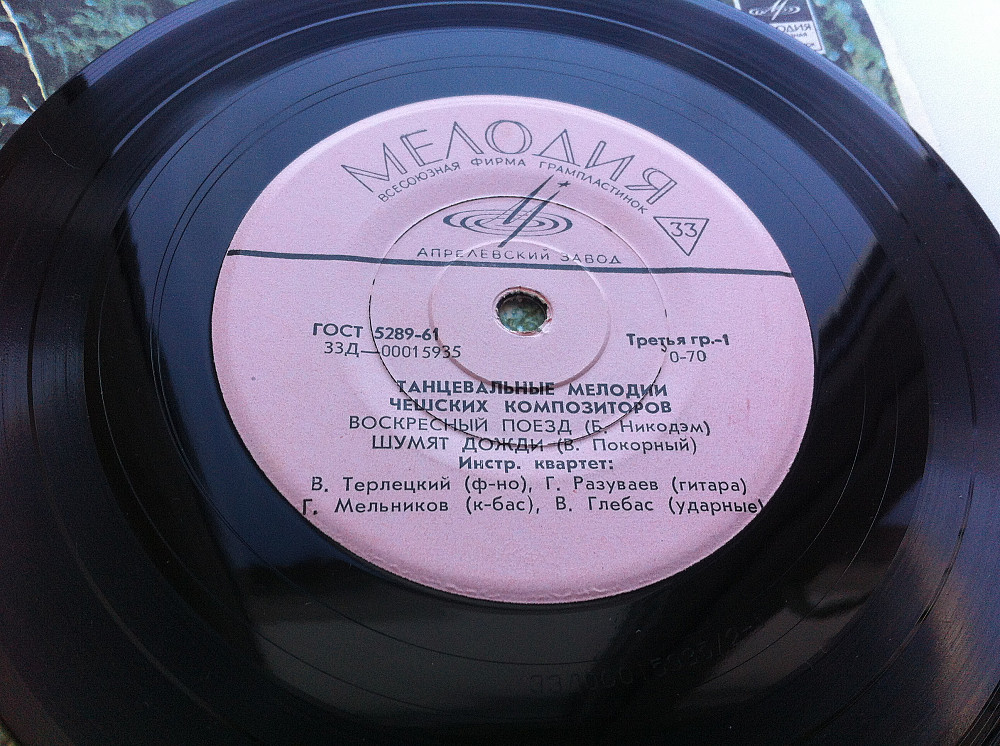 МЕЛОДИЯ
ВСЕСОЮЗНАЯ ФИРМА ГРАМПЛАСТИНОК
33
АПРЕЛЕВСКИЙ ЗАВОД
ГОСТ 5289-61
33Д—00015935
Третья гр.-1
0-70
ТАНЦЕВАЛЬНЫЕ МЕЛОДИИ
ЧЕШСКИХ КОМПОЗИТОРОВ
ВОСКРЕСНЫЙ ПОЕЗД (Б. Никодэм)
ШУМЯТ ДОЖДИ (В. Покорный)
Инстр. квартет:
В. Терлецкий (ф-но), Г. Разуваев (гитара)
Г. Мельников (к-бас), В. Глебас (ударные)